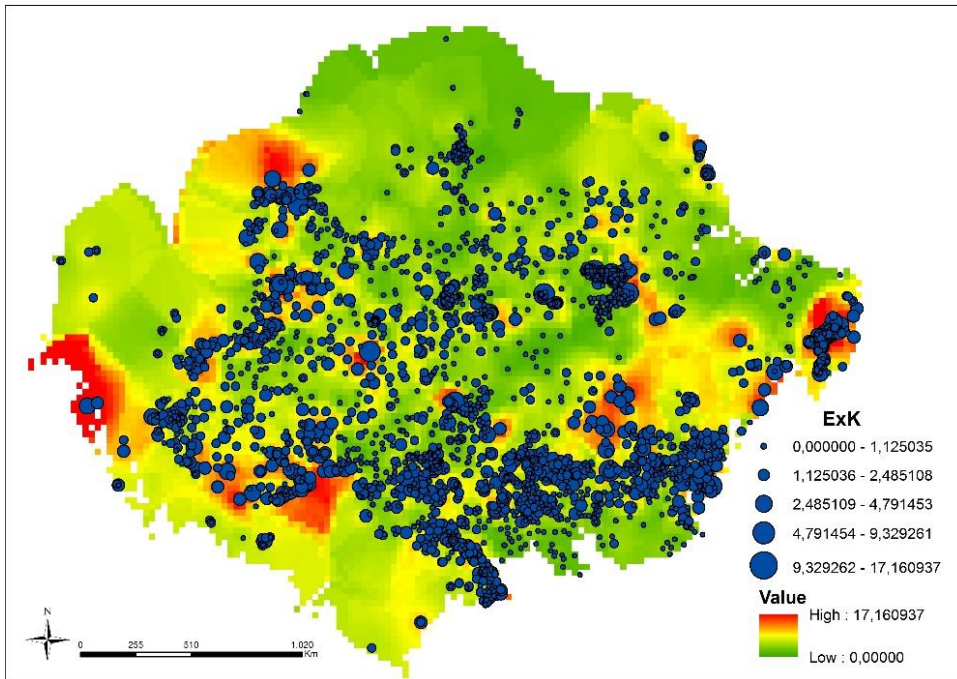 ExK
0,000000 - 1,125035
1,125036 - 2,485108
2,485109 - 4,791453
4,791454 - 9,329261
9,329262 - 17,160937
Value
High : 17,160937
Low : 0,00000
N
0 255 510 1.020
Km